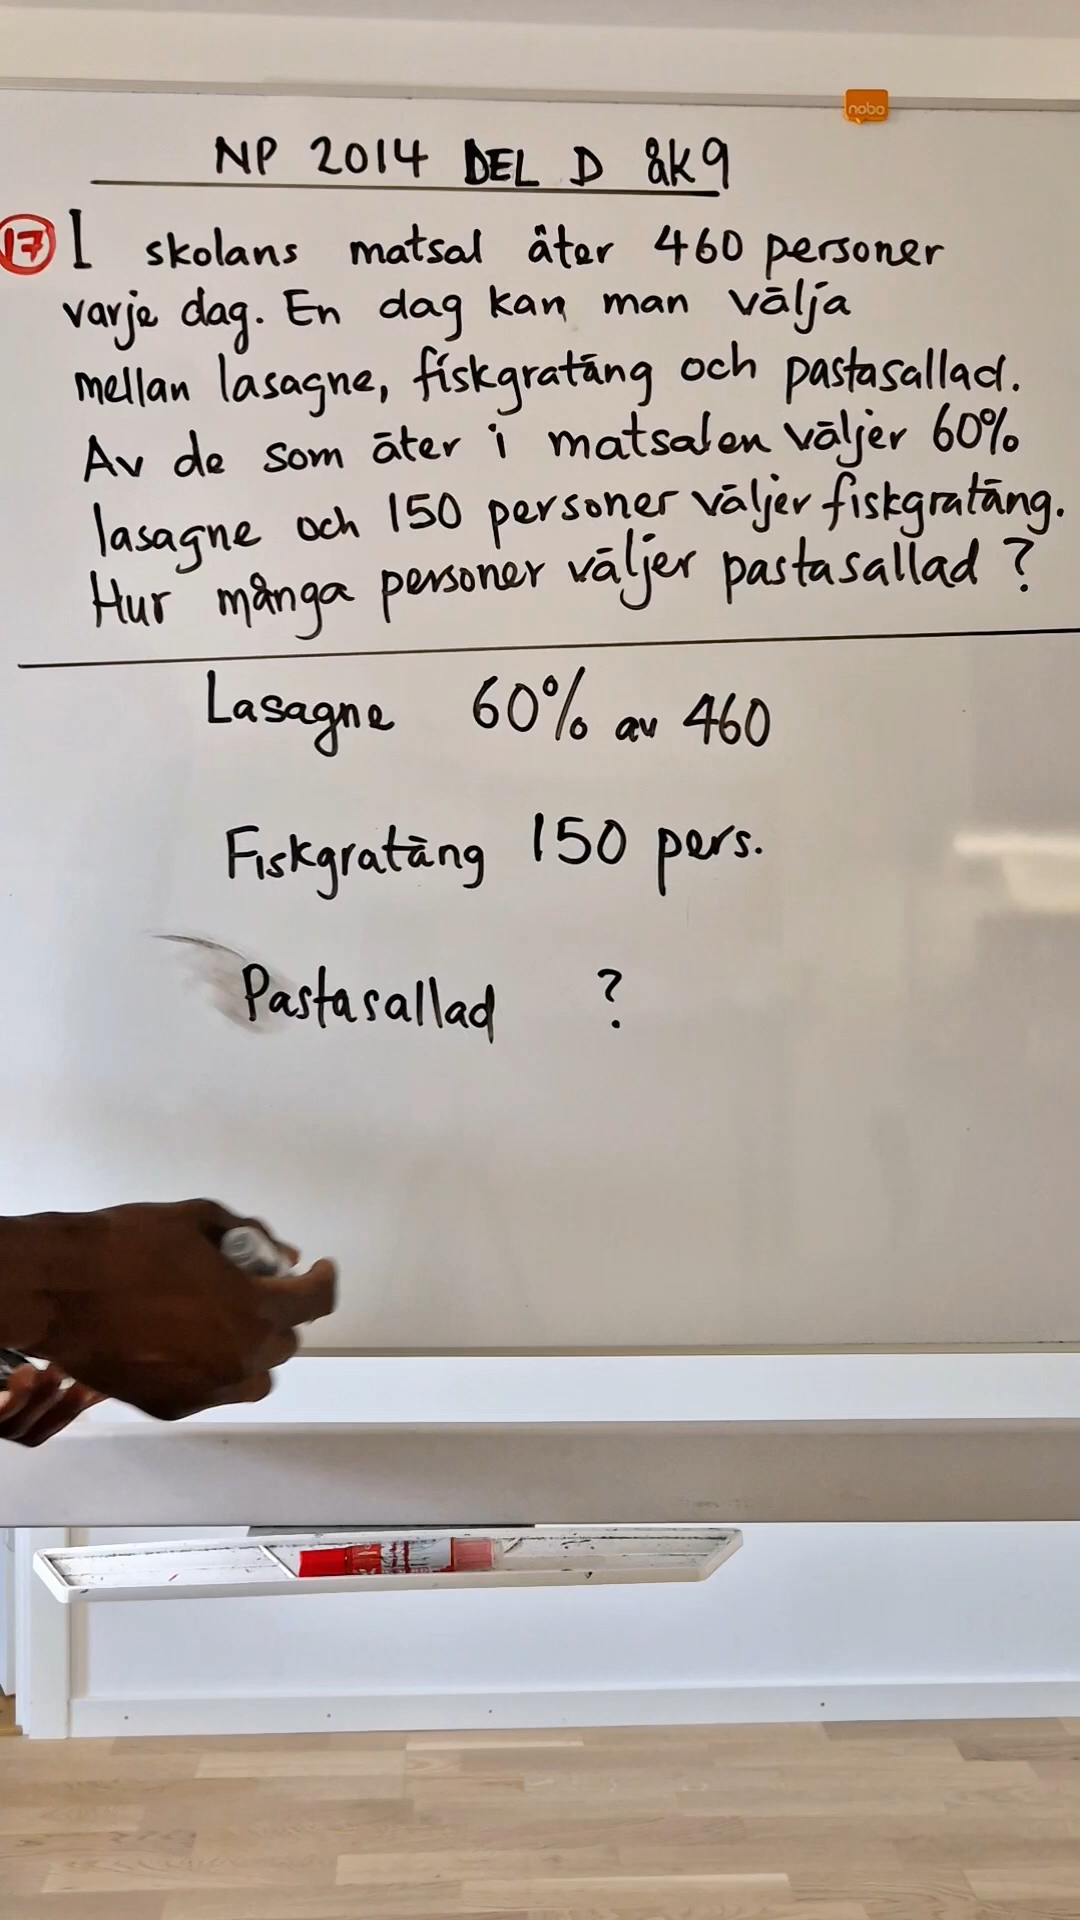 nobo
NP 2014 DEL D åk9
17 I skolans matsal äter 460 personer
varje dag. En dag kan man välja
mellan lasagne, fiskgratäng och pastasallad.
Av de som äter i matsalen väljer 60%
lasagne och 150 personer väljer fiskgratäng.
Hur många personer väljer pastasallad ?
Lasagne 60% av 460
Fiskgratäng 150 pers.
Pastasallad ?